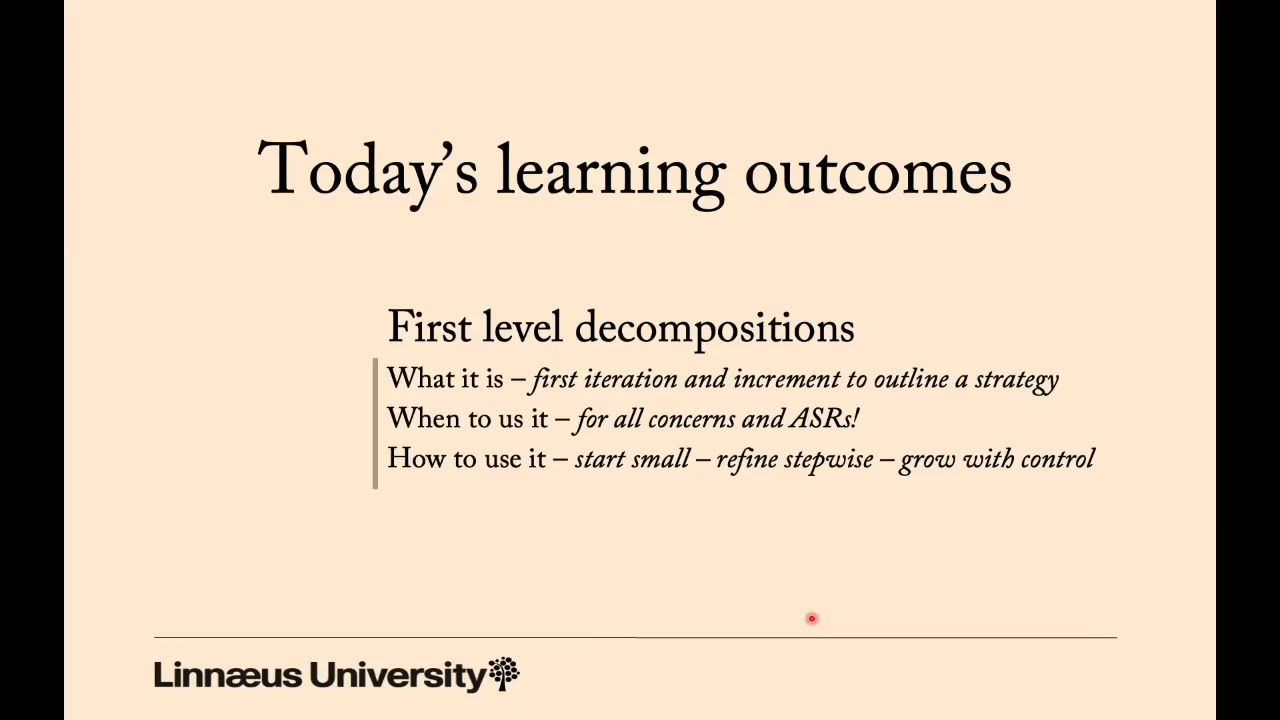 Today’s learning outcomes
First level decompositions
What it is – first iteration and increment to outline a strategy
When to us it – for all concerns and ASRs!
How to use it – start small – refine stepwise – grow with control
Linnæus University